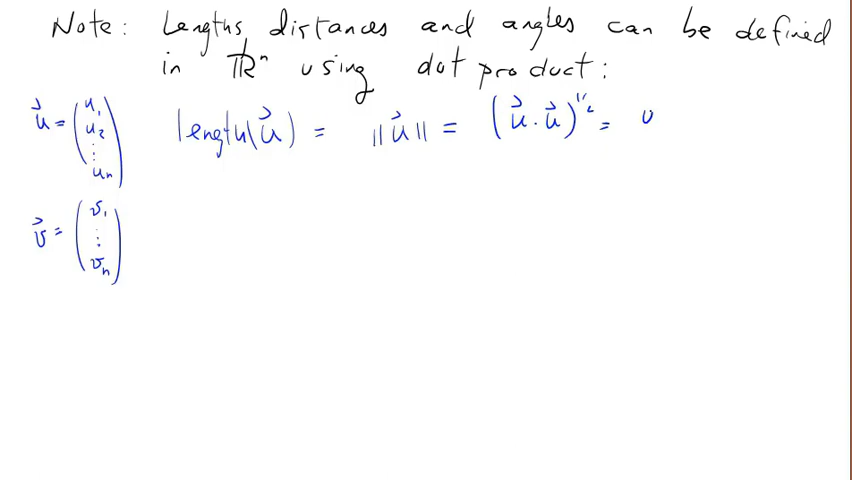 Note: Lengths distances and angles can be defined
in ℝⁿ using dot product:
u⃗ = (u₁ u₂ ⋮ uₙ) length(u⃗) = ||u⃗|| = (u⃗ · u⃗)^1/2 = u
v⃗ = (v₁ ⋮ vₙ)